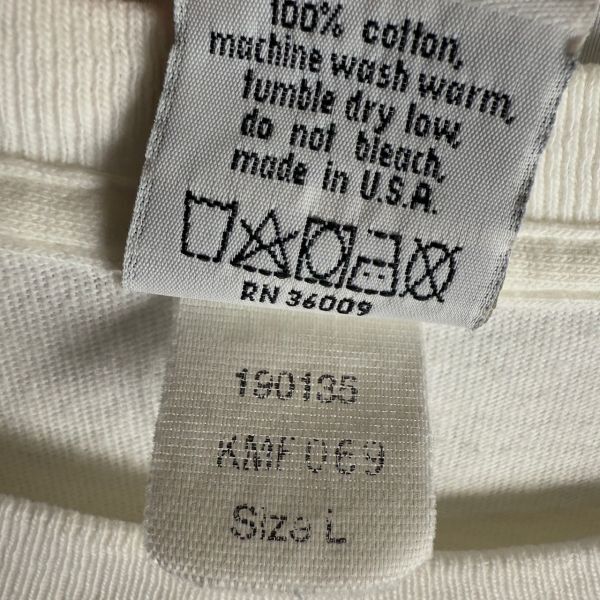 100% cotton,
machine wash warm,
tumble dry low,
do not bleach,
made in U.S.A.
RN 36009
190135
KMF069
Size L